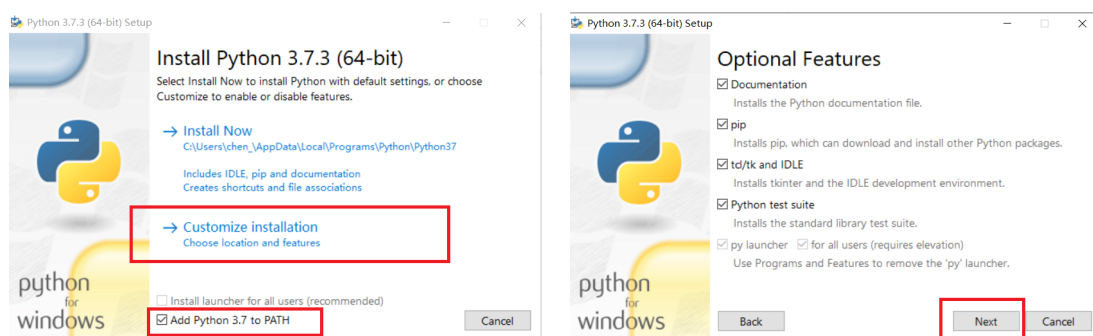 Python 3.7.3 (64-bit) Setup
Install Python 3.7.3 (64-bit)
Select Install Now to install Python with default settings, or choose
Customize to enable or disable features.
→ Install Now
C:\Users\chen_\AppData\Local\Programs\Python\Python37
Includes IDLE, pip and documentation
Creates shortcuts and file associations
→ Customize installation
Choose location and features
Install launcher for all users (recommended)
Add Python 3.7 to PATH
Cancel
python
for
windows
Python 3.7.3 (64-bit) Setup
Optional Features
Documentation
Installs the Python documentation file.
pip
Installs pip, which can download and install other Python packages.
tcl/tk and IDLE
Installs tkinter and the IDLE development environment.
Python test suite
Installs the standard library test suite.
py launcher for all users (requires elevation)
Use Programs and Features to remove the 'py' launcher.
python
for
windows
Back
Next
Cancel